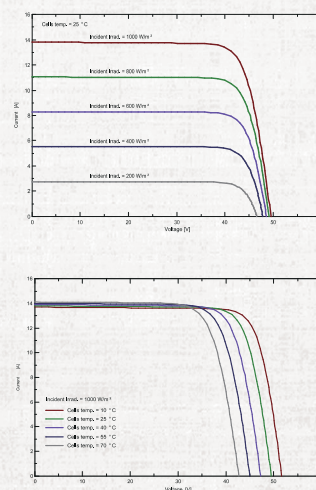 Cells temp. = 25 °C
Incident Irrad. = 1000 W/m²
Incident Irrad. = 800 W/m²
Incident Irrad. = 600 W/m²
Incident Irrad. = 400 W/m²
Incident Irrad. = 200 W/m²
Current [A]
16
14
12
10
8
6
4
2
0
0 10 20 30 40 50
Voltage [V]
Current [A]
16
14
12
10
8
6
4
2
0
Incident Irrad. = 1000 W/m²
Cells temp. = 10 °C
Cells temp. = 25 °C
Cells temp. = 40 °C
Cells temp. = 55 °C
Cells temp. = 70 °C
0 10 20 30 40 50
Voltage [V]